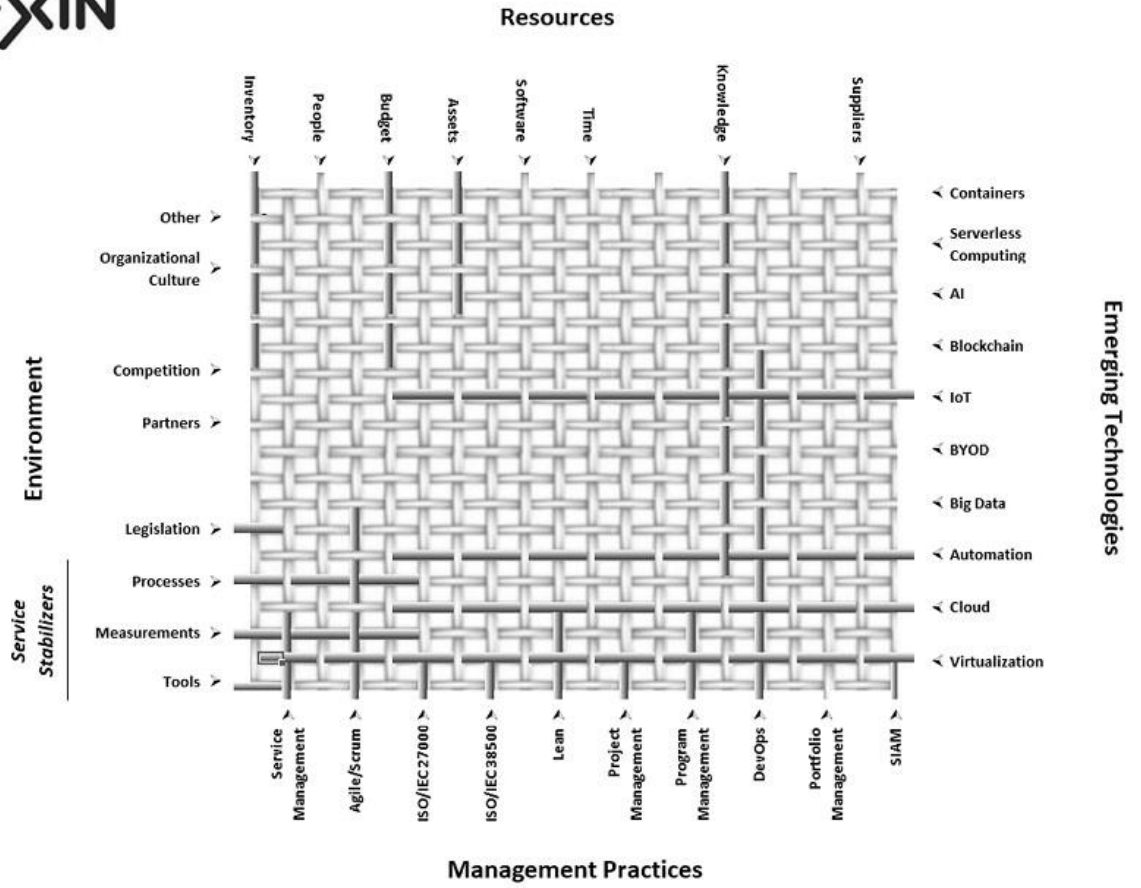 EXIN
Resources
Inventory
People
Budget
Assets
Software
Time
Knowledge
Suppliers
Environment
Other
Organizational
Culture
Competition
Partners
Legislation
Service
Stabilizers
Processes
Measurements
Tools
Containers
Serverless
Computing
AI
Blockchain
IoT
BYOD
Big Data
Automation
Cloud
Virtualization
Emerging Technologies
Service
Management
Agile/Scrum
ISO/IEC27000
ISO/IEC38500
Lean
Project
Management
Program
Management
DevOps
Portfolio
Management
SIAM
Management Practices